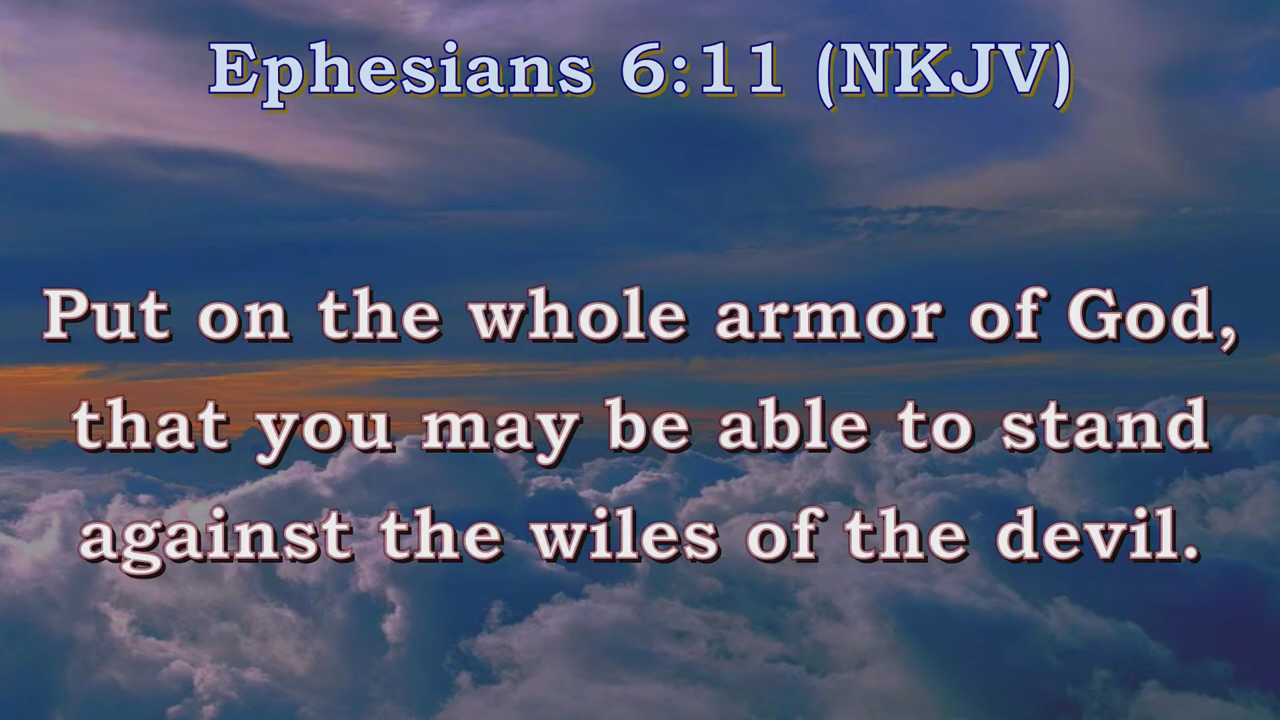 Ephesians 6:11 (NKJV)
Put on the whole armor of God,
that you may be able to stand
against the wiles of the devil.